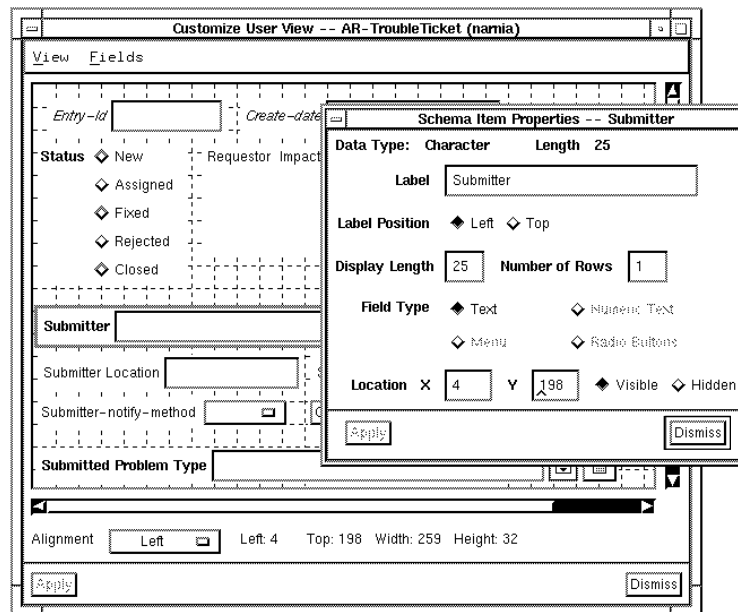 Customize User View -- AR-TroubleTicket (narnia)
View Fields
Entry-Id Create-date
Status New Requestor Impact
Assigned
Fixed
Rejected
Closed
Submitter
Submitter Location
Submitter-notify-method
Submitted Problem Type
Schema Item Properties -- Submitter
Data Type: Character Length 25
Label Submitter
Label Position Left Top
Display Length 25 Number of Rows 1
Field Type Text Numeric Text
Menu Radio Buttons
Location X 4 Y 198 Visible Hidden
Apply Dismiss
Alignment Left Left: 4 Top: 198 Width: 259 Height: 32
Apply Dismiss